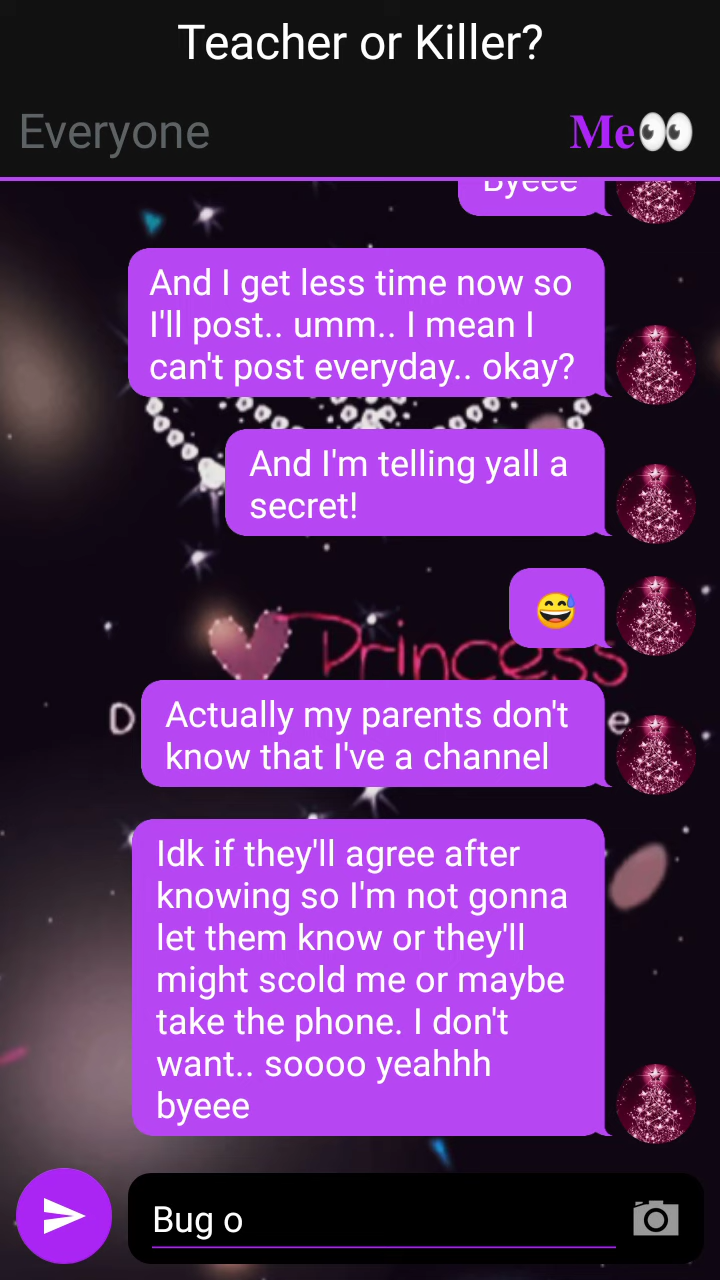 Teacher or Killer?
Everyone
Me👀
Byeee
And I get less time now so
I'll post.. umm.. I mean I
can't post everyday.. okay?
And I'm telling yall a
secret!
😅
Princess
Actually my parents don't
know that I've a channel
D
e
Idk if they'll agree after
knowing so I'm not gonna
let them know or they'll
might scold me or maybe
take the phone. I don't
want.. soooo yeahhh
byeee
Bug o